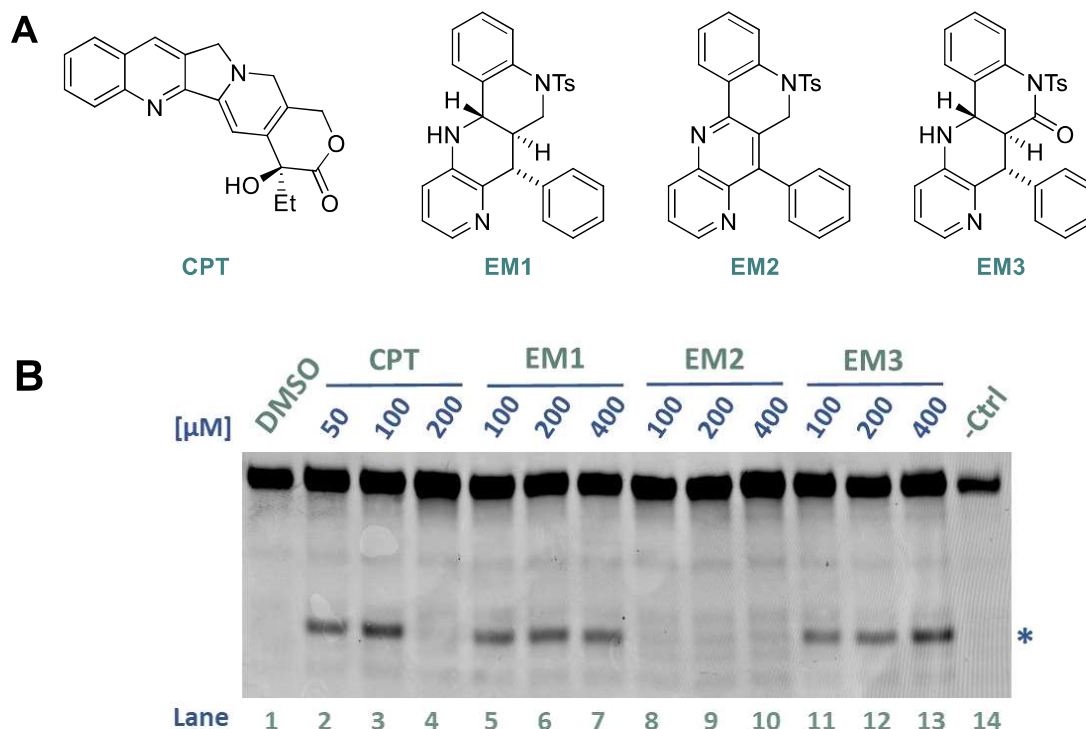 A
N
N
O
O
HO
Et
CPT
H
NTs
HN
H
N
EM1
NTs
N
N
EM2
H
NTs
HN
O
H
N
EM3
B
DMSO CPT EM1 EM2 EM3 -Ctrl
[µM] 50 100 200 100 200 400 100 200 400 100 200 400
*
Lane 1 2 3 4 5 6 7 8 9 10 11 12 13 14